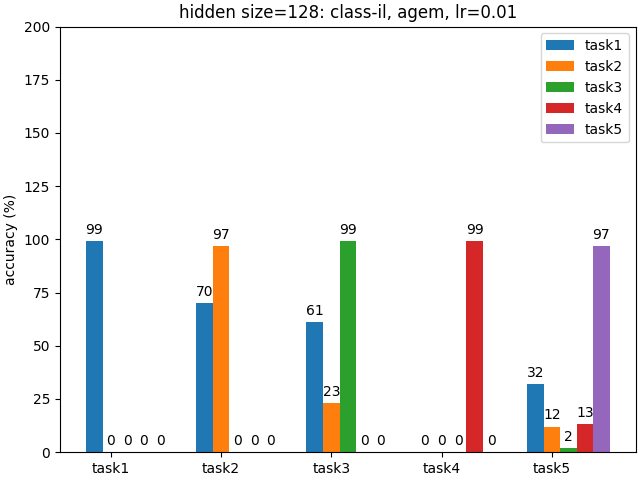 hidden size=128: class-il, agem, lr=0.01
200
175
150
125
100
75
50
25
0
accuracy (%)
task1
task2
task3
task4
task5
99
0 0 0 0
70
97
0 0 0
61
23
99
0 0
0 0 0
99
0
32
12
2
13
97
task1 task2 task3 task4 task5